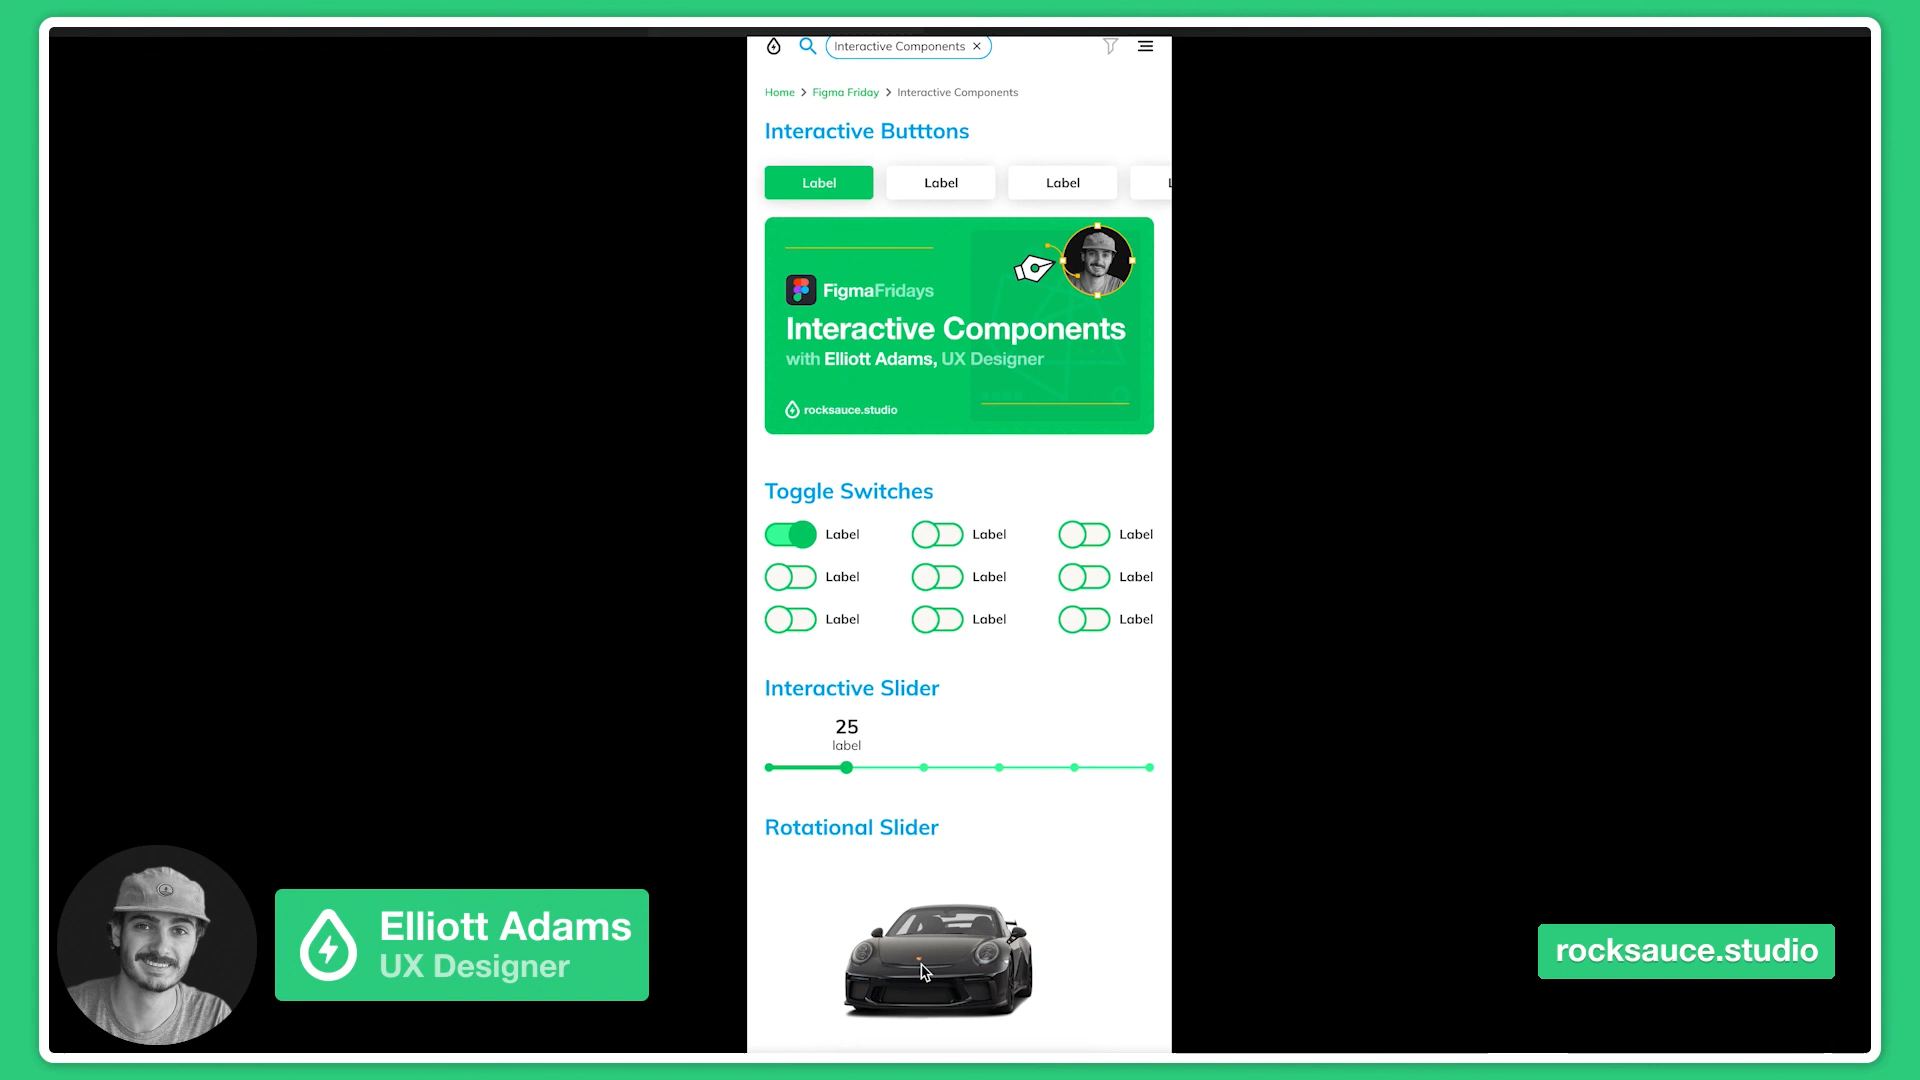 Interactive Components ×
Home > Figma Friday > Interactive Components
Interactive Butttons
Label Label Label
FigmaFridays
Interactive Components
with Elliott Adams, UX Designer
rocksauce.studio
Toggle Switches
Label Label Label
Label Label Label
Label Label Label
Interactive Slider
25
label
Rotational Slider
Elliott Adams
UX Designer
rocksauce.studio